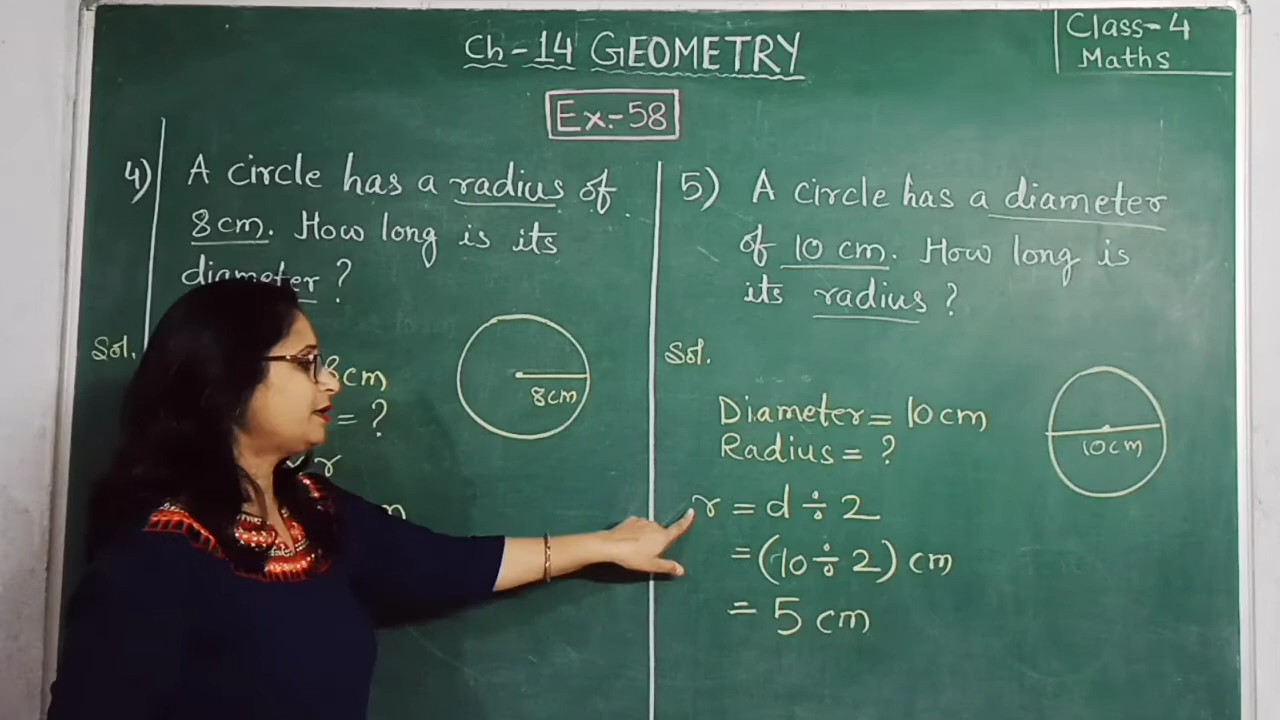 Ch-14 GEOMETRY
Class-4
Maths
Ex.-58
4) A circle has a radius of
8cm. How long is its
diameter ?
Sol.
8cm
= ?
r
m
8cm
5) A circle has a diameter
of 10 cm. How long is
its radius ?
Sol.
Diameter = 10cm
Radius = ?
10cm
r = d ÷ 2
= (10 ÷ 2) cm
= 5 cm